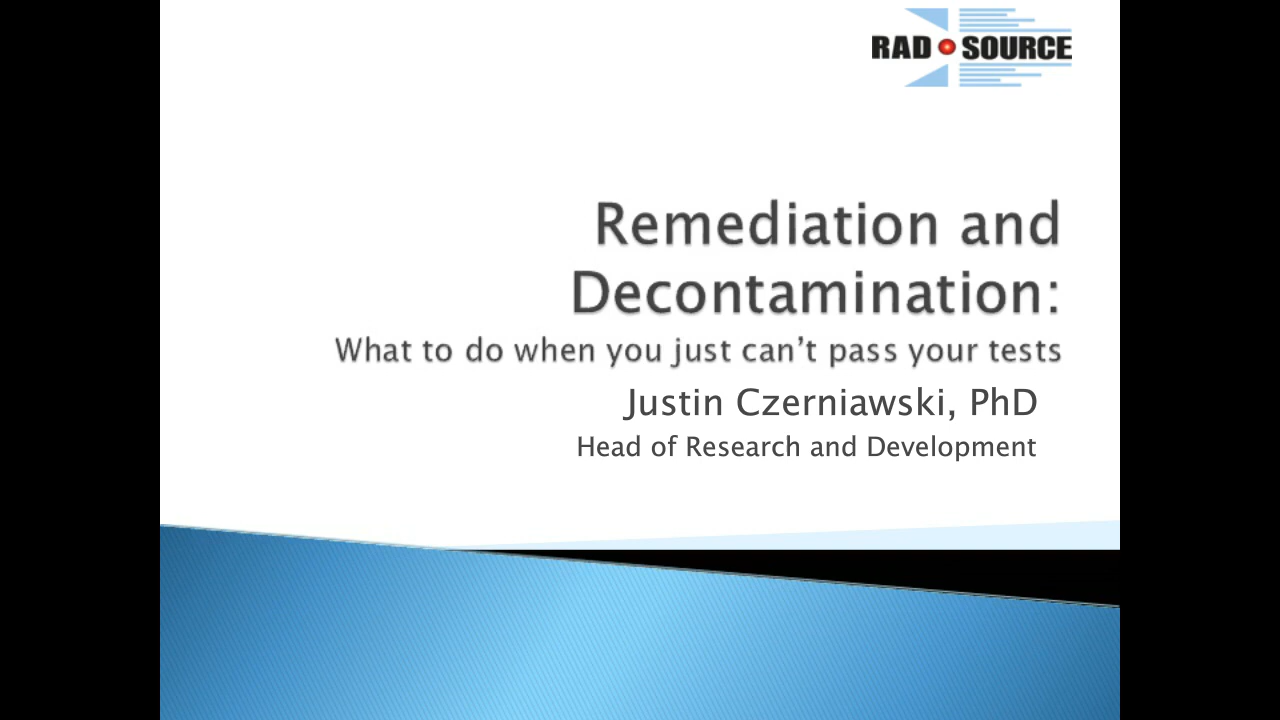 RAD SOURCE
Remediation and
Decontamination:
What to do when you just can’t pass your tests
Justin Czerniawski, PhD
Head of Research and Development